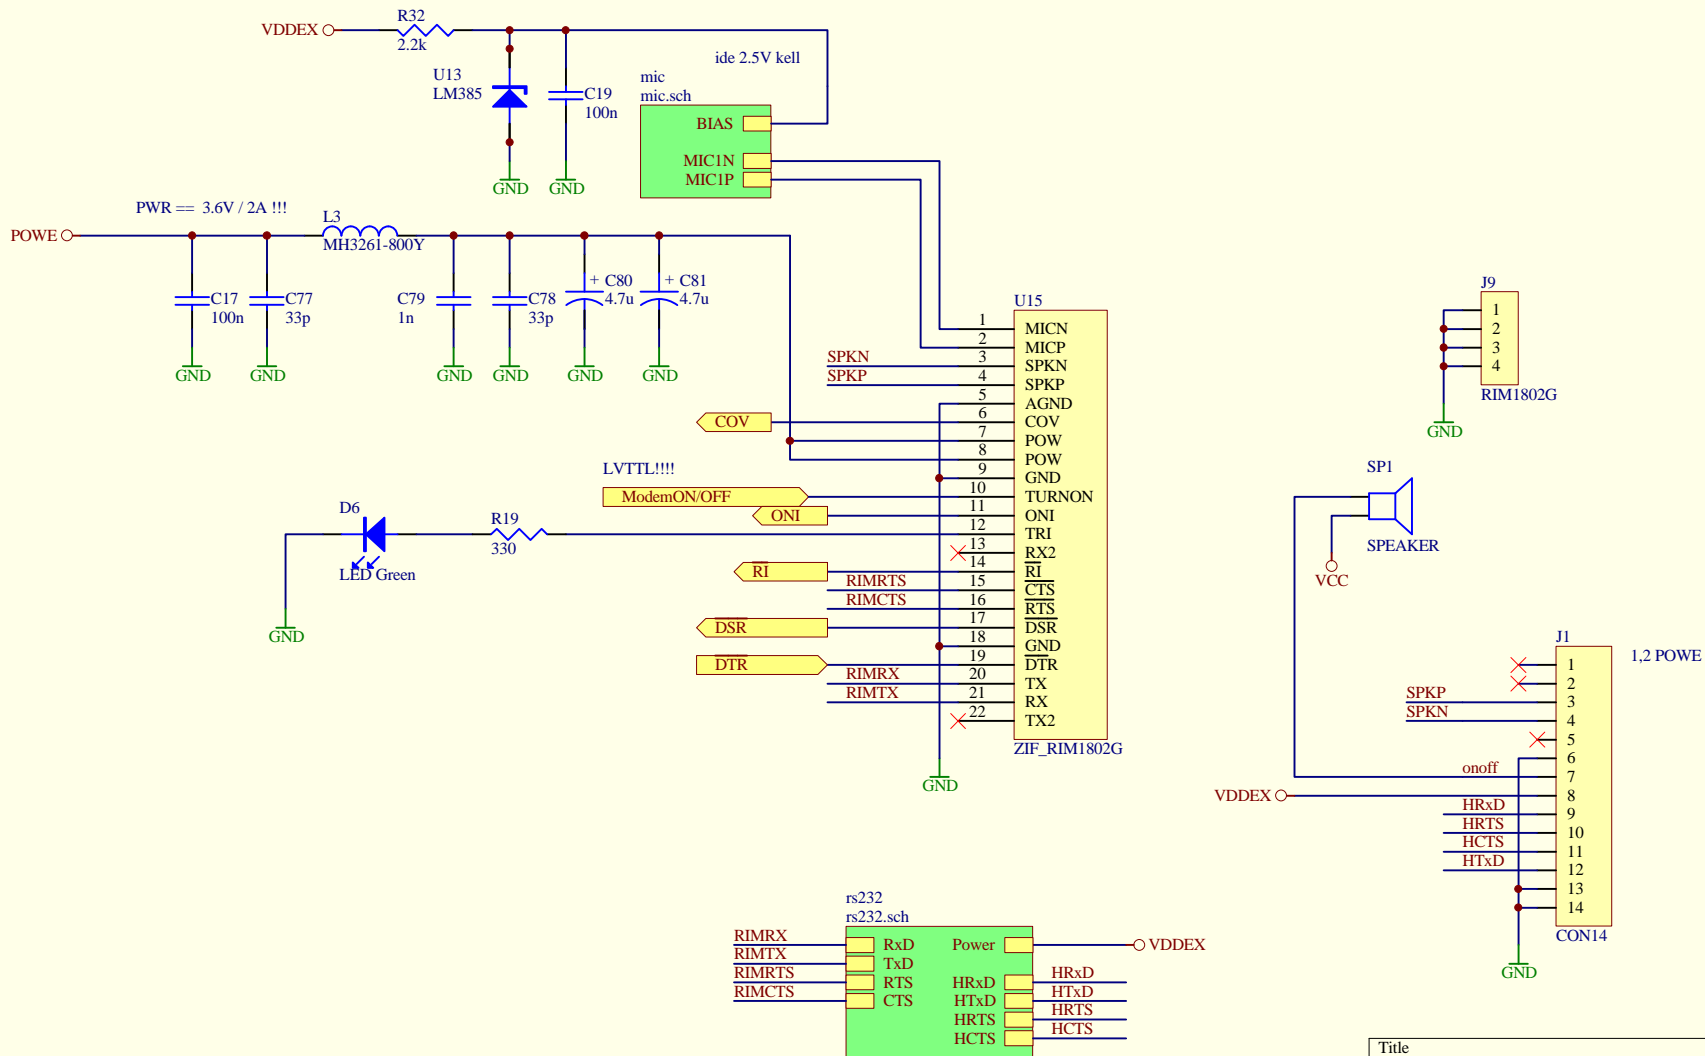 R32
VDDEX
2.2k
U13
LM385
C19
100n
GND
GND
ide 2.5V kell
mic
mic.sch
BIAS
MIC1N
MIC1P
PWR == 3.6V / 2A !!!
POWE
L3
MH3261-800Y
C17
100n
C77
33p
C79
1n
C78
33p
+ C80
4.7u
+ C81
4.7u
GND
GND
GND
GND
GND
GND
U15
1 MICN
2 MICP
SPKN 3 SPKN
SPKP 4 SPKP
5 AGND
COV 6 COV
7 POW
8 POW
9 GND
LVTTL!!!!
ModemON/OFF 10 TURNON
ONI 11 ONI
12 TRI
13 RX2
RI 14 RI
RIMRTS 15 CTS
RIMCTS 16 RTS
DSR 17 DSR
18 GND
DTR 19 DTR
RIMRX 20 TX
RIMTX 21 RX
22 TX2
ZIF_RIM1802G
GND
D6
LED Green
R19
330
GND
J9
1
2
3
4
RIM1802G
GND
SP1
SPEAKER
VCC
J1
1,2 POWE
1
2
SPKP 3
SPKN 4
5
6
onoff 7
VDDEX 8
HRxD 9
HRTS 10
HCTS 11
HTxD 12
13
14
CON14
GND
rs232
rs232.sch
RIMRX RxD
RIMTX TxD
RIMRTS RTS
RIMCTS CTS
Power VDDEX
HRxD HRxD
HTxD HTxD
HRTS HRTS
HCTS HCTS
Title